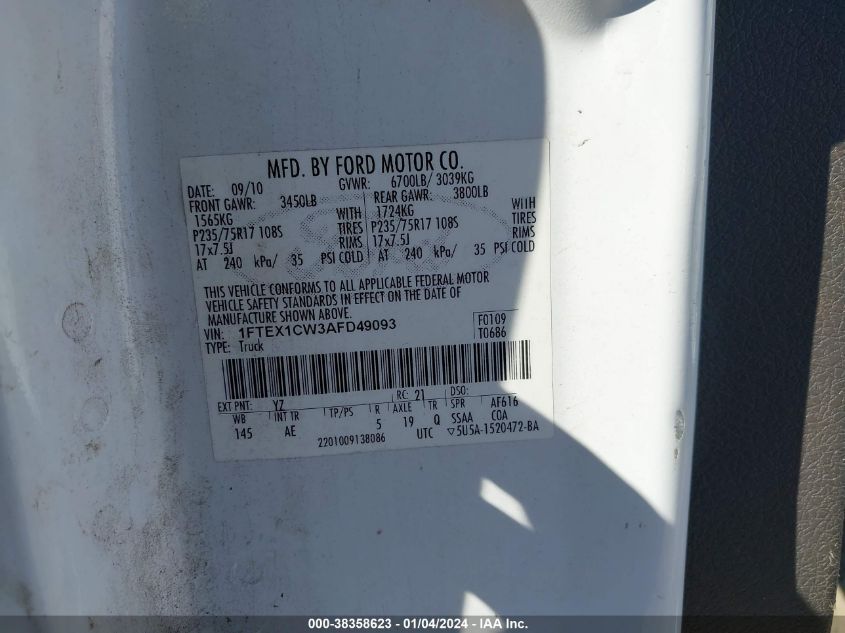 MFD. BY FORD MOTOR CO.
DATE: 09/10 GVWR: 6700LB/ 3039KG
FRONT GAWR: 3450LB REAR GAWR: 3800LB
1565KG WITH 1724KG WITH
P235/75R17 108S TIRES P235/75R17 108S TIRES
17x7.5J RIMS 17x7.5J RIMS
AT 240 kPa/ 35 PSI COLD AT 240 kPa/ 35 PSI COLD
THIS VEHICLE CONFORMS TO ALL APPLICABLE FEDERAL MOTOR
VEHICLE SAFETY STANDARDS IN EFFECT ON THE DATE OF
MANUFACTURE SHOWN ABOVE.
VIN: 1FTEX1CW3AFD49093 F0109
TYPE: Truck T0686
EXT PNT: YZ RC: 21 DSO:
WB INT TR TP/PS R AXLE TR SPR AF616
145 AE 5 19 Q SSAA COA
2201009138086 UTC ▽5U5A-1520472-BA
000-38358623 - 01/04/2024 - IAA Inc.